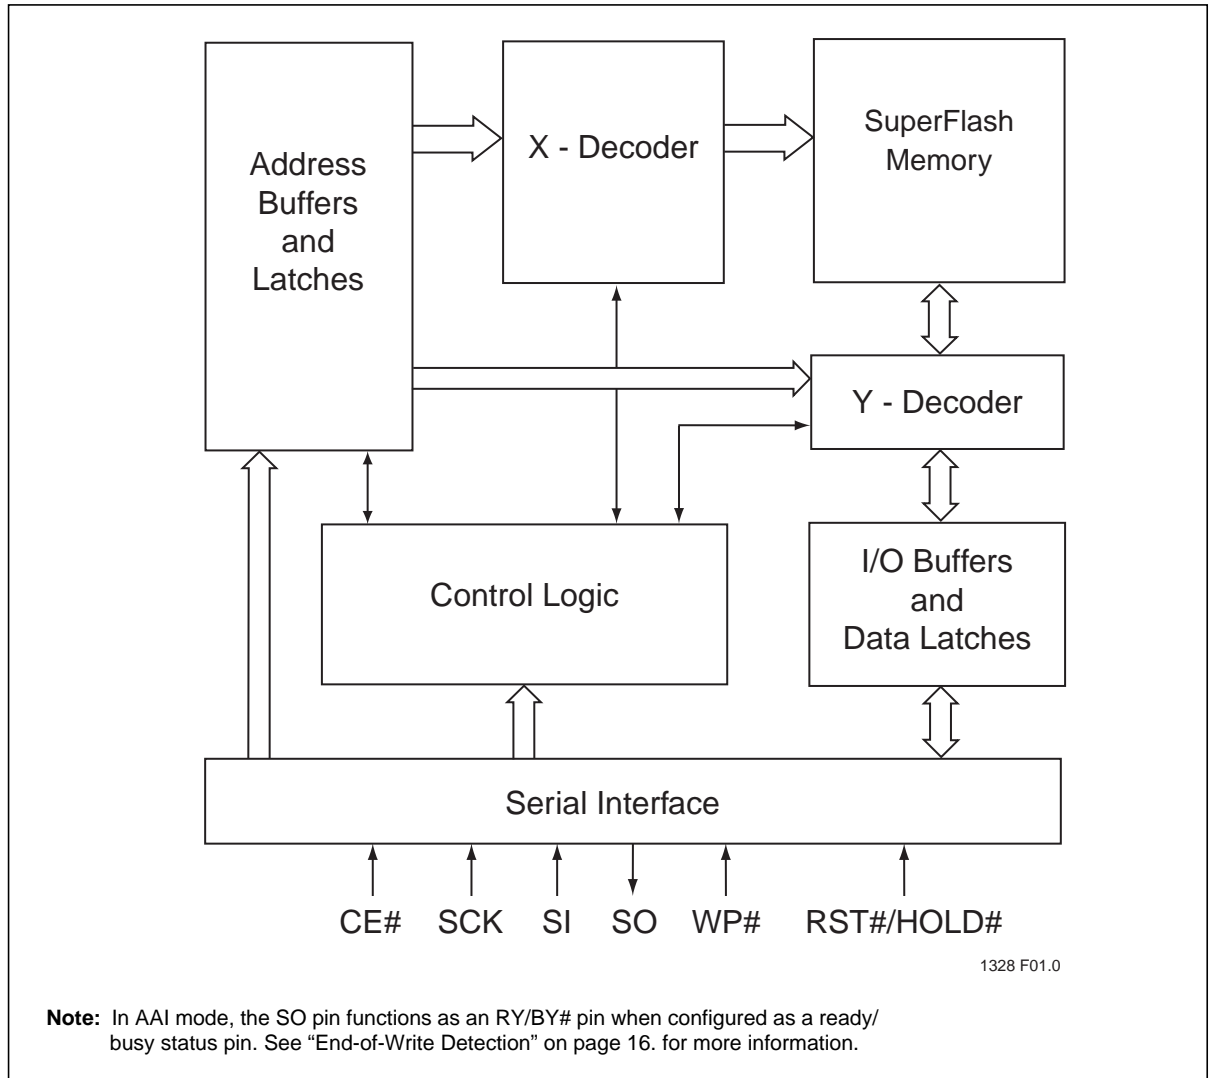 Address
Buffers
and
Latches
X - Decoder
SuperFlash
Memory
Y - Decoder
Control Logic
I/O Buffers
and
Data Latches
Serial Interface
CE# SCK SI SO WP# RST#/HOLD#
1328 F01.0
Note: In AAI mode, the SO pin functions as an RY/BY# pin when configured as a ready/
busy status pin. See “End-of-Write Detection” on page 16. for more information.